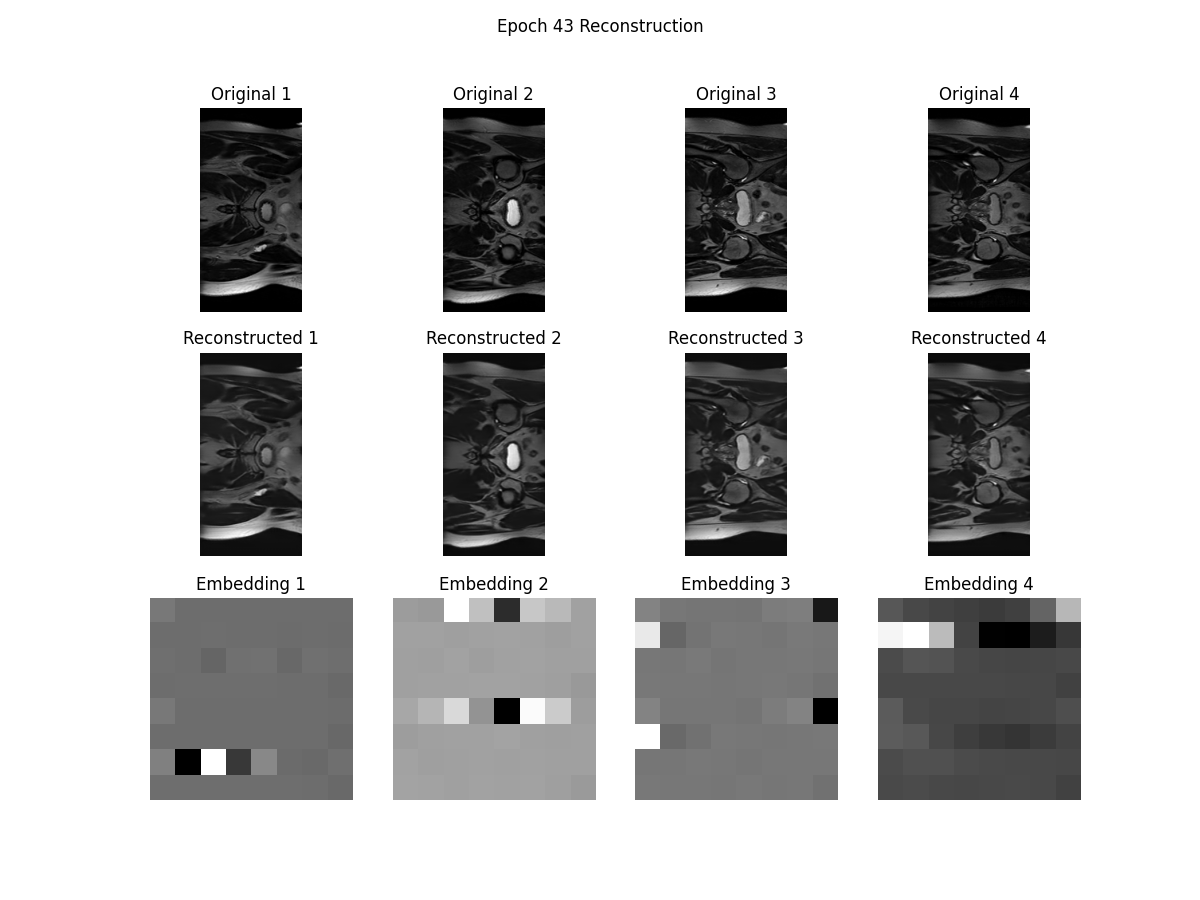 Epoch 43 Reconstruction
Original 1
Original 2
Original 3
Original 4
Reconstructed 1
Reconstructed 2
Reconstructed 3
Reconstructed 4
Embedding 1
Embedding 2
Embedding 3
Embedding 4